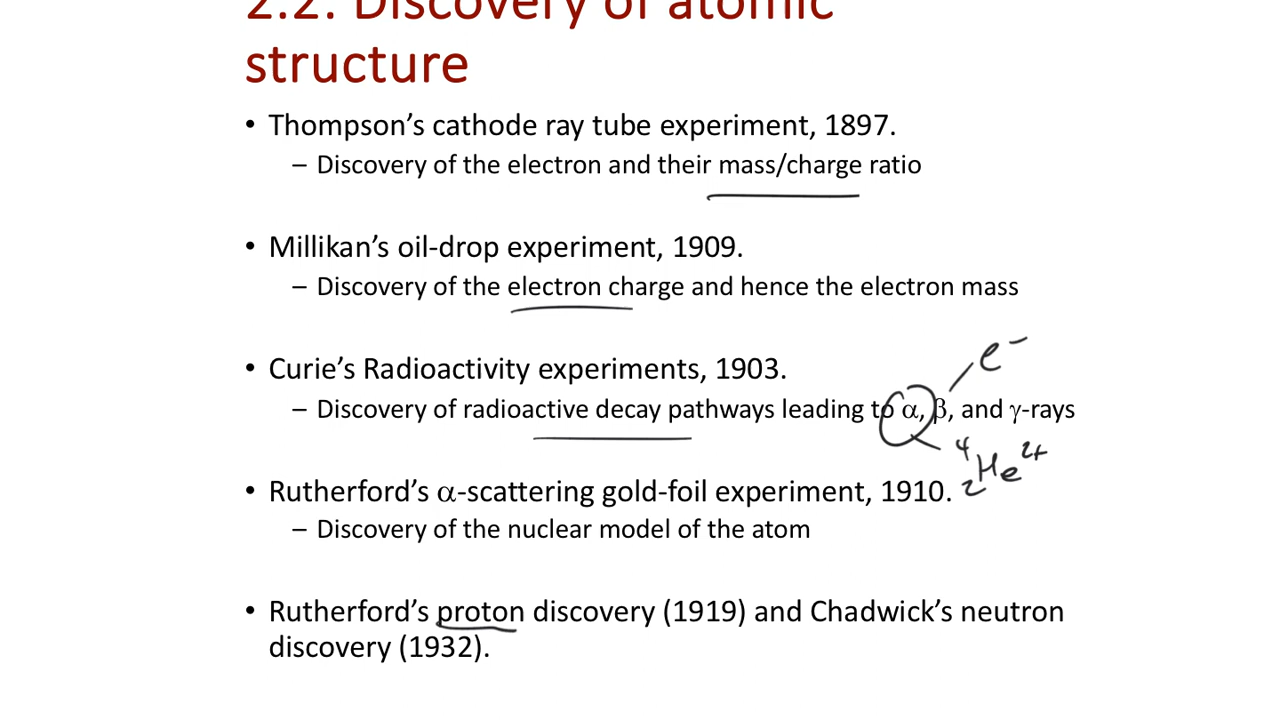 2.2. Discovery of atomic
structure
• Thompson's cathode ray tube experiment, 1897.
– Discovery of the electron and their mass/charge ratio
• Millikan's oil-drop experiment, 1909.
– Discovery of the electron charge and hence the electron mass
e⁻
• Curie's Radioactivity experiments, 1903.
– Discovery of radioactive decay pathways leading to α, β, and γ-rays
⁴₂He²⁺
• Rutherford's α-scattering gold-foil experiment, 1910.
– Discovery of the nuclear model of the atom
• Rutherford's proton discovery (1919) and Chadwick's neutron
discovery (1932).